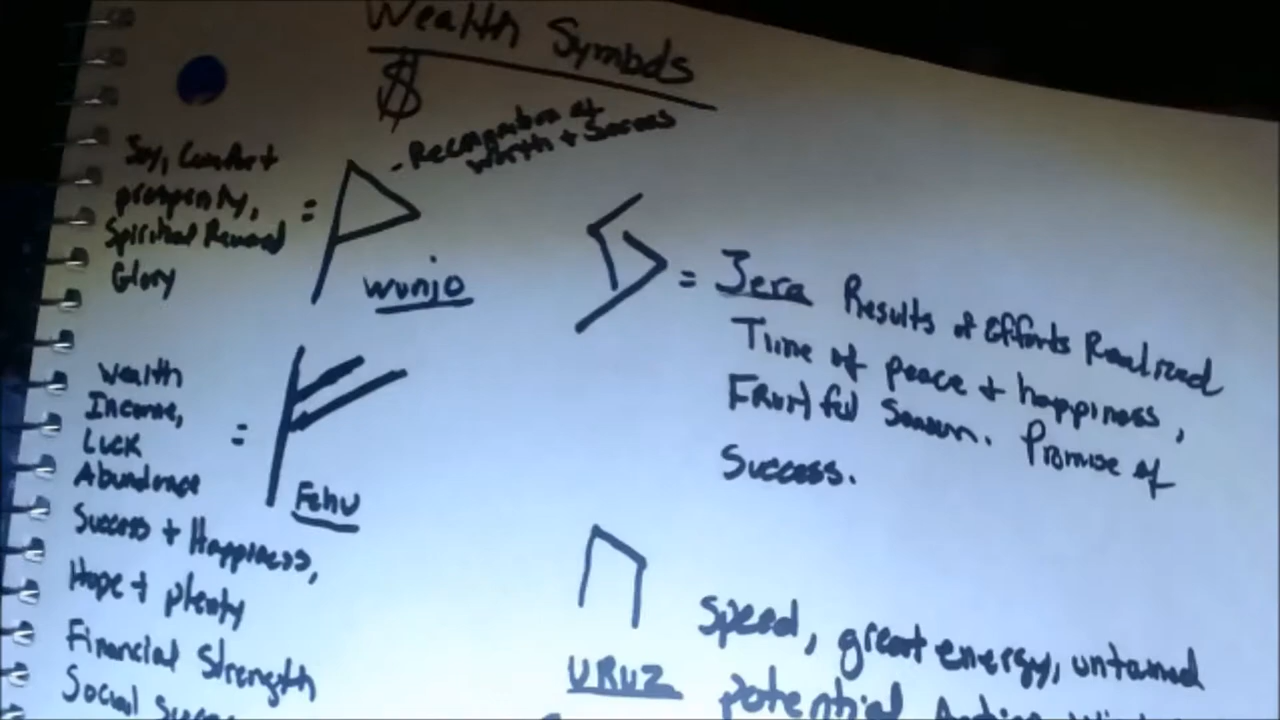 Wealth Symbols
$
- Recognition of
worth + Success
Joy, Comfort
prosperity,
Spiritual Reward
Glory
=
Wunjo
= Jera Results of Efforts Realized
Time of peace + happiness,
Fruitful Season. Promise of
Success.
Wealth
Income,
Luck
Abundance
=
Fehu
Success + Happiness,
Hope + plenty
Financial Strength
Social
URUZ
Speed, great energy, untamed
potential